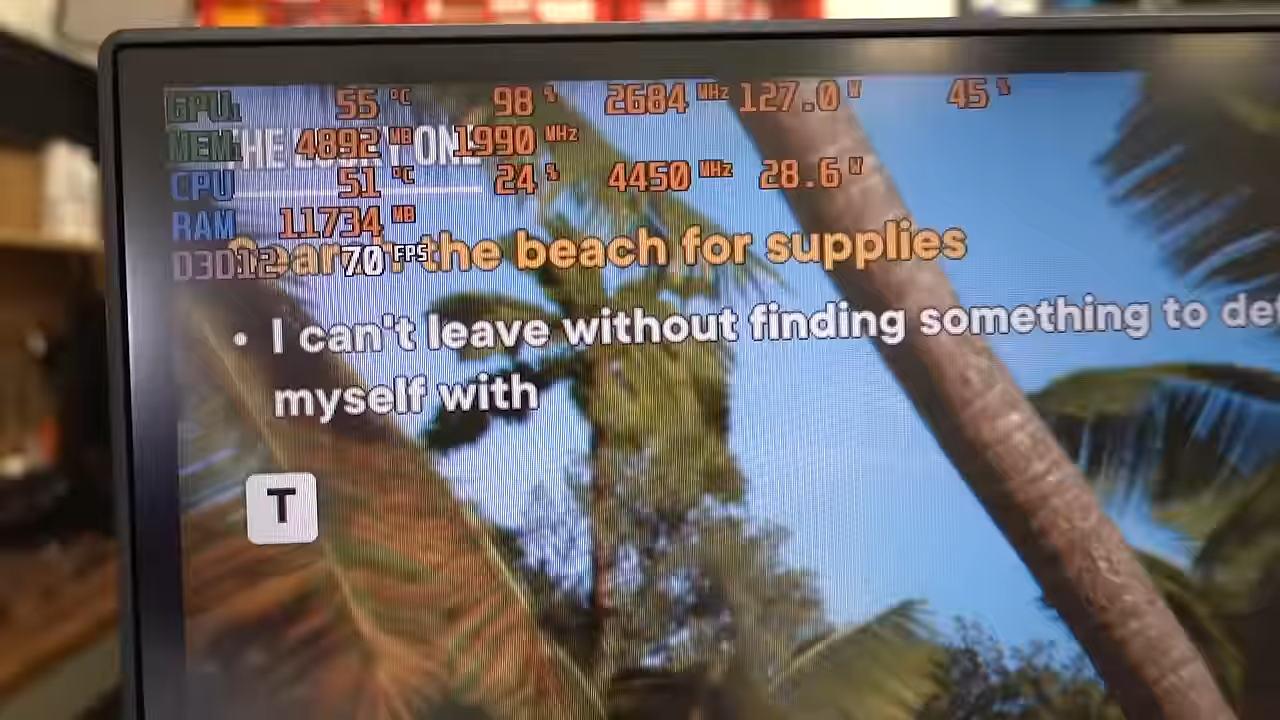 GPU 55 °C 98 % 2684 MHz 127.0 W 45 %
MEM 4892 MB 1990 MHz
THE ON
CPU 51 °C 24 % 4450 MHz 28.6 W
RAM 11734 MB
D3D12 70 FPS
the beach for supplies
• I can't leave without finding something to
myself with
T